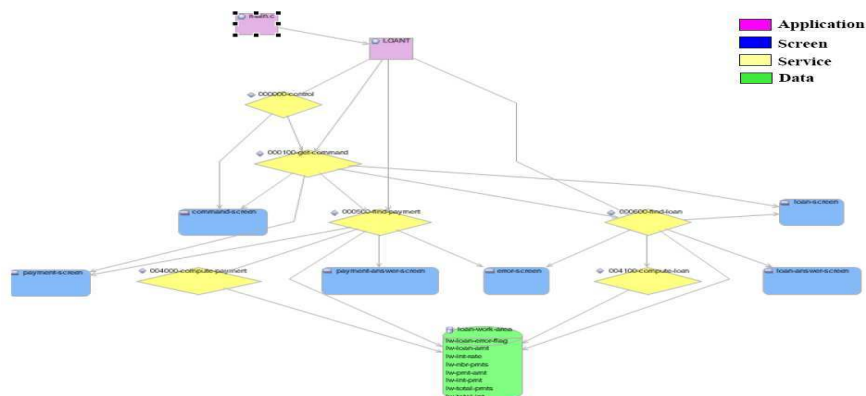 Application
Screen
Service
Data
LOANT
000000-control
000100-get-command
command-screen
000500-find-payment
000600-find-loan
loan-screen
payment-screen
004000-compute-payment
payment-answer-screen
error-screen
004100-compute-loan
loan-answer-screen
loan-work-area
lw-loan-error-flag
lw-loan-amt
lw-int-rate
lw-nbr-pmts
lw-pmt-amt
lw-int-pmt
lw-total-pmts